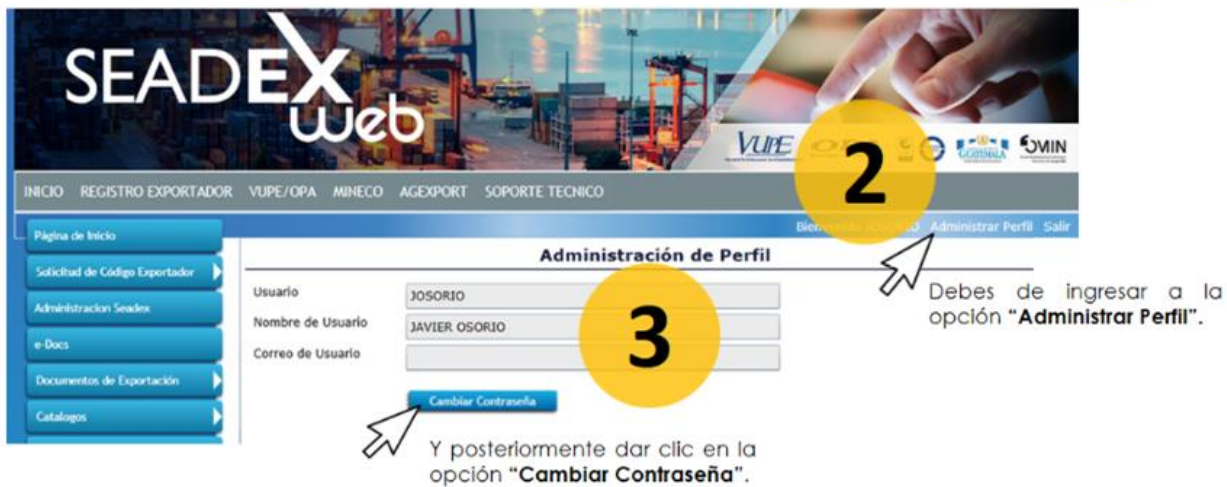 SEADEX
web
VUPE
GUATEMALA
OMIN
2
INICIO REGISTRO EXPORTADOR VUPE/OPA MINECO AGEXPORT SOPORTE TECNICO
Administrar Perfil Salir
Página de Inicio
Administración de Perfil
Solicitud de Código Exportador
Debes de ingresar a la
opción “Administrar Perfil”.
Usuario JOSORIO
Administracion Seadex
Nombre de Usuario JAVIER OSORIO
3
e-Docs
Correo de Usuario
Documentos de Exportación
Cambiar Contraseña
Catalogos
Y posteriormente dar clic en la
opción “Cambiar Contraseña”.